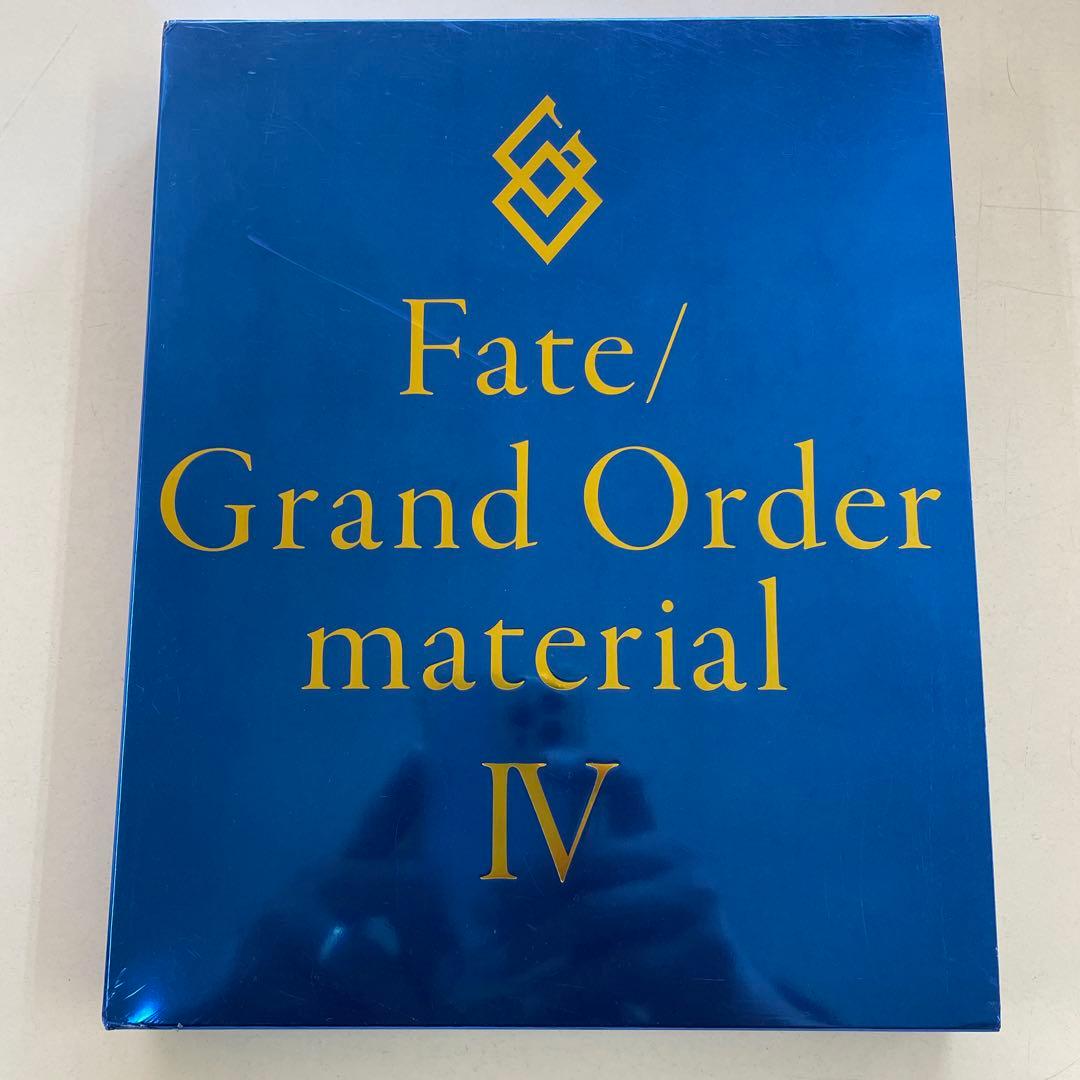 Fate/
Grand Order
material
IV